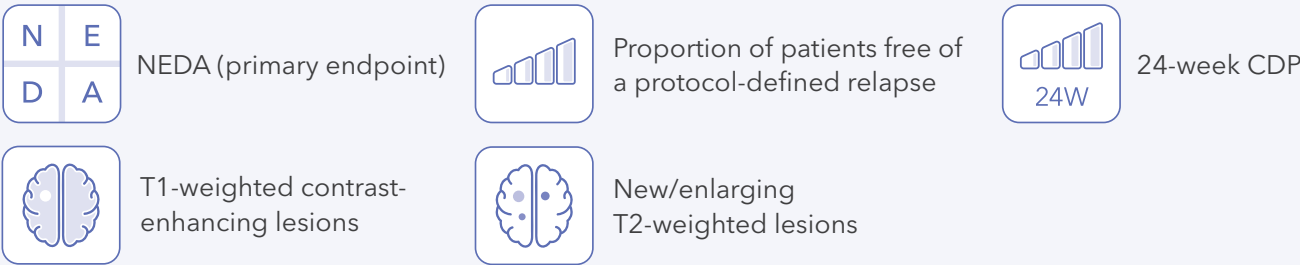 N E
D A
NEDA (primary endpoint)
Proportion of patients free of
a protocol-defined relapse
24W
24-week CDP
T1-weighted contrast-
enhancing lesions
New/enlarging
T2-weighted lesions